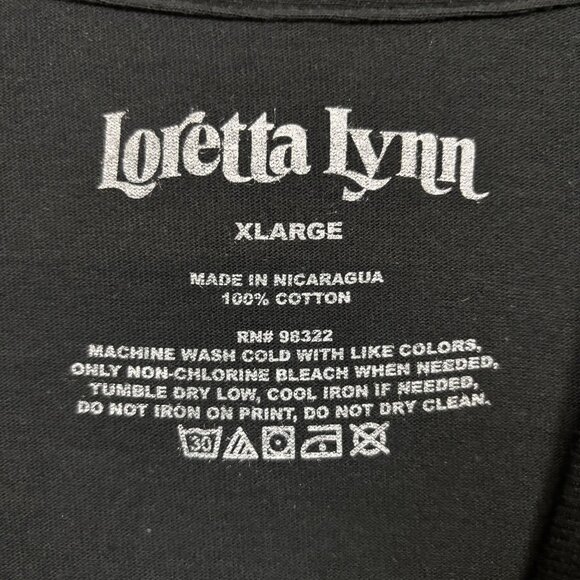 Loretta Lynn
XLARGE
MADE IN NICARAGUA
100% COTTON
RN# 98322
MACHINE WASH COLD WITH LIKE COLORS,
ONLY NON-CHLORINE BLEACH WHEN NEEDED,
TUMBLE DRY LOW, COOL IRON IF NEEDED,
DO NOT IRON ON PRINT, DO NOT DRY CLEAN.
30